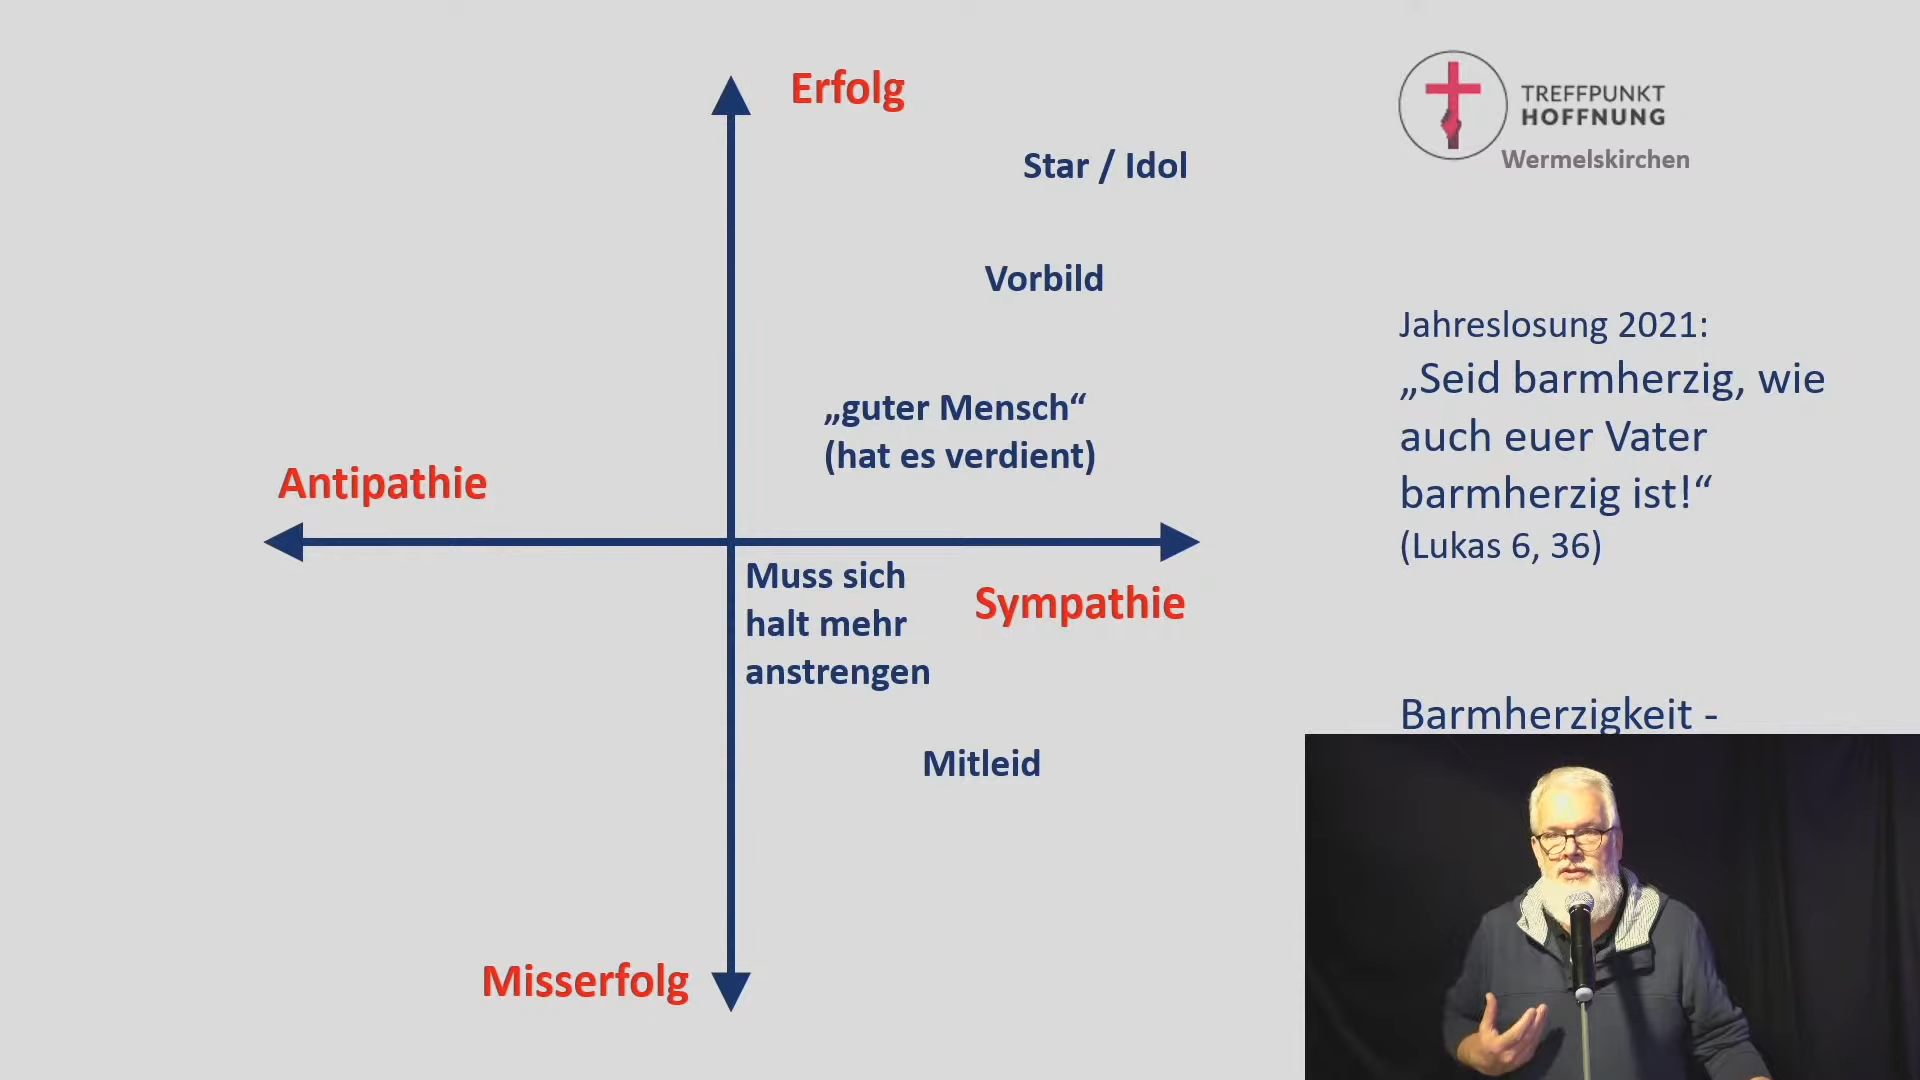 Erfolg
Star / Idol
Vorbild
„guter Mensch“
(hat es verdient)
Antipathie
Muss sich
halt mehr
anstrengen
Sympathie
Mitleid
Misserfolg
TREFFPUNKT
HOFFNUNG
Wermelskirchen
Jahreslosung 2021:
„Seid barmherzig, wie
auch euer Vater
barmherzig ist!“
(Lukas 6, 36)
Barmherzigkeit -